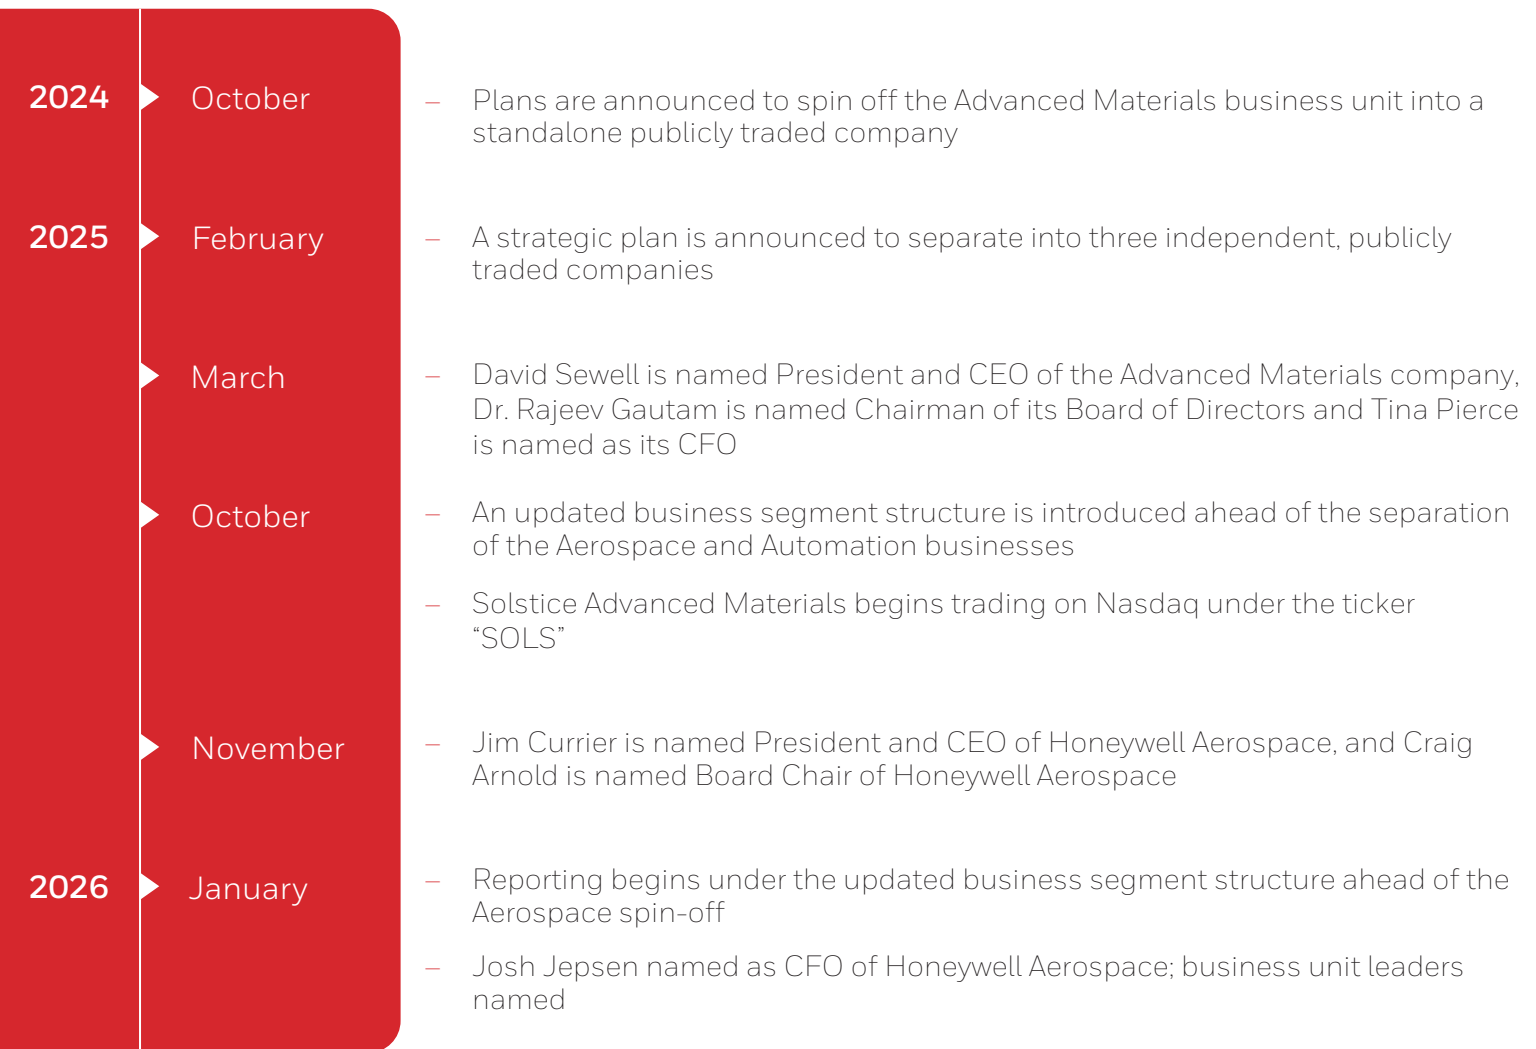 2024
October
– Plans are announced to spin off the Advanced Materials business unit into a
standalone publicly traded company
2025
February
– A strategic plan is announced to separate into three independent, publicly
traded companies
March
– David Sewell is named President and CEO of the Advanced Materials company,
Dr. Rajeev Gautam is named Chairman of its Board of Directors and Tina Pierce
is named as its CFO
October
– An updated business segment structure is introduced ahead of the separation
of the Aerospace and Automation businesses
– Solstice Advanced Materials begins trading on Nasdaq under the ticker
“SOLS”
November
– Jim Currier is named President and CEO of Honeywell Aerospace, and Craig
Arnold is named Board Chair of Honeywell Aerospace
2026
January
– Reporting begins under the updated business segment structure ahead of the
Aerospace spin-off
– Josh Jepsen named as CFO of Honeywell Aerospace; business unit leaders
named